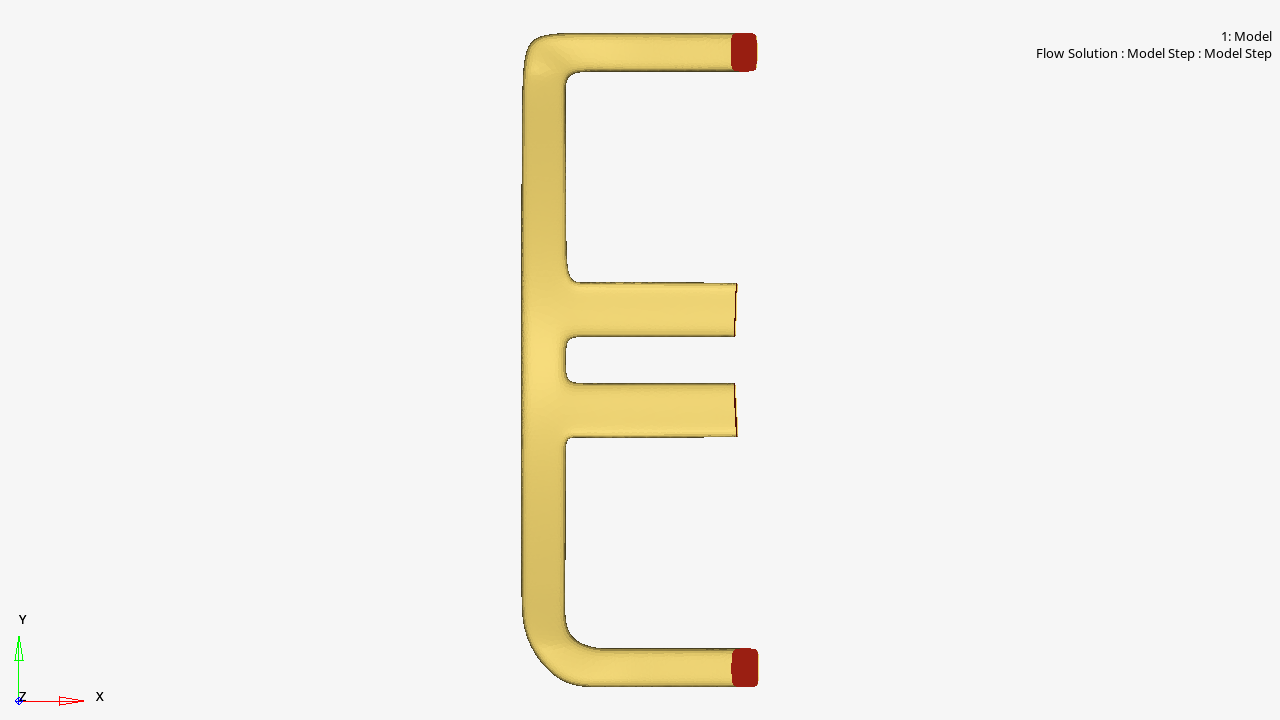 1: Model
Flow Solution : Model Step : Model Step
Y
Z
X